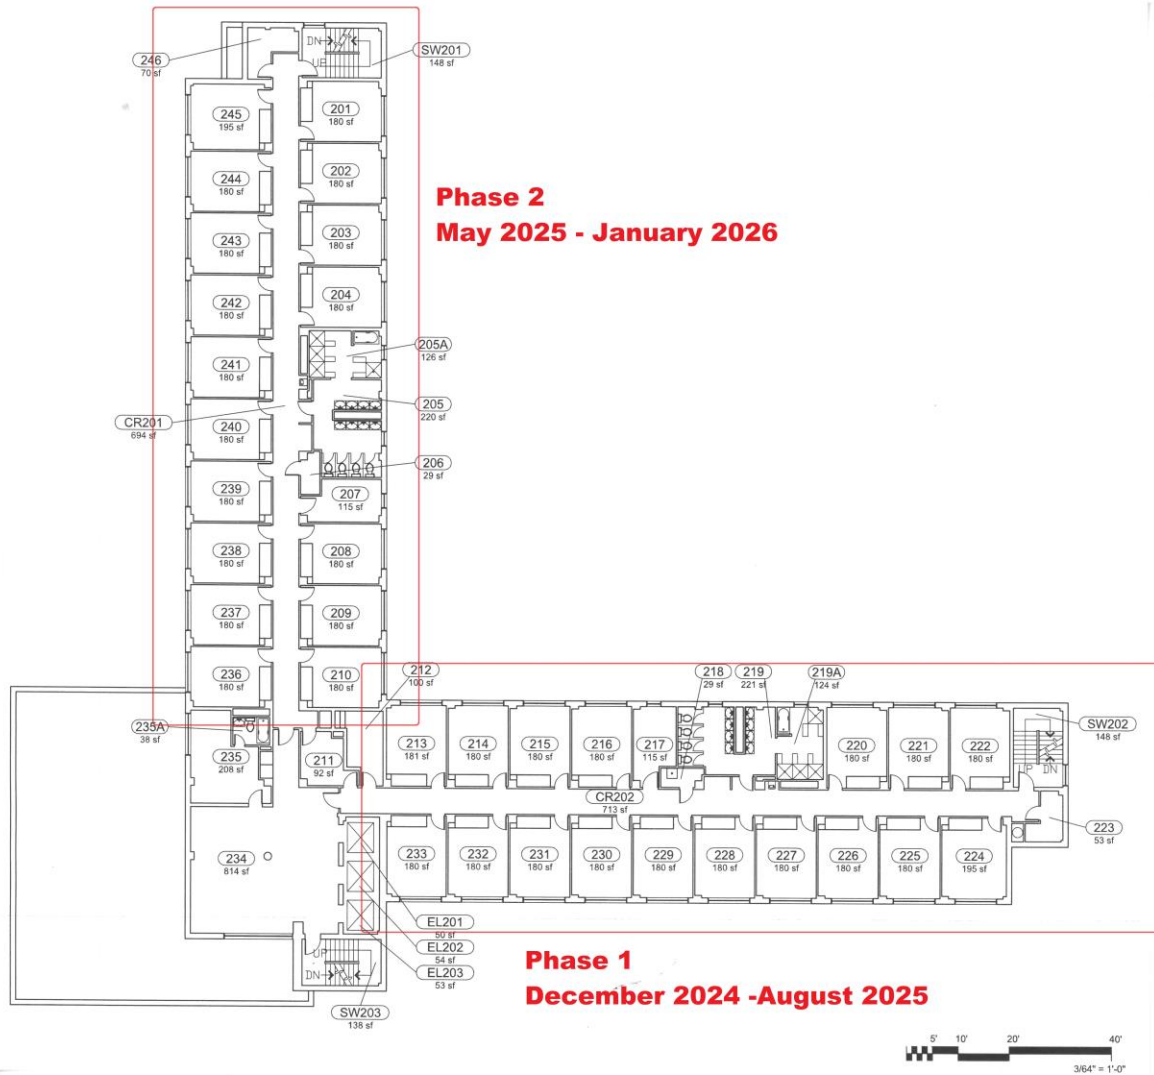 246
70 sf
DN
UP
SW201
148 sf
245
195 sf
201
180 sf
244
180 sf
202
180 sf
Phase 2
May 2025 - January 2026
243
180 sf
203
180 sf
242
180 sf
204
180 sf
241
180 sf
205A
126 sf
CR201
694 sf
240
180 sf
205
220 sf
206
29 sf
239
180 sf
207
115 sf
238
180 sf
208
180 sf
237
180 sf
209
180 sf
236
180 sf
210
180 sf
212
100 sf
218
29 sf
219
221 sf
219A
124 sf
235A
38 sf
235
208 sf
211
92 sf
213
181 sf
214
180 sf
215
180 sf
216
180 sf
217
115 sf
220
180 sf
221
180 sf
222
180 sf
SW202
148 sf
UP
DN
CR202
713 sf
223
53 sf
234
814 sf
233
180 sf
232
180 sf
231
180 sf
230
180 sf
229
180 sf
228
180 sf
227
180 sf
226
180 sf
225
180 sf
224
195 sf
EL201
50 sf
EL202
54 sf
EL203
53 sf
UP
DN
SW203
138 sf
Phase 1
December 2024 -August 2025
5' 10' 20' 40'
3/64" = 1'-0"